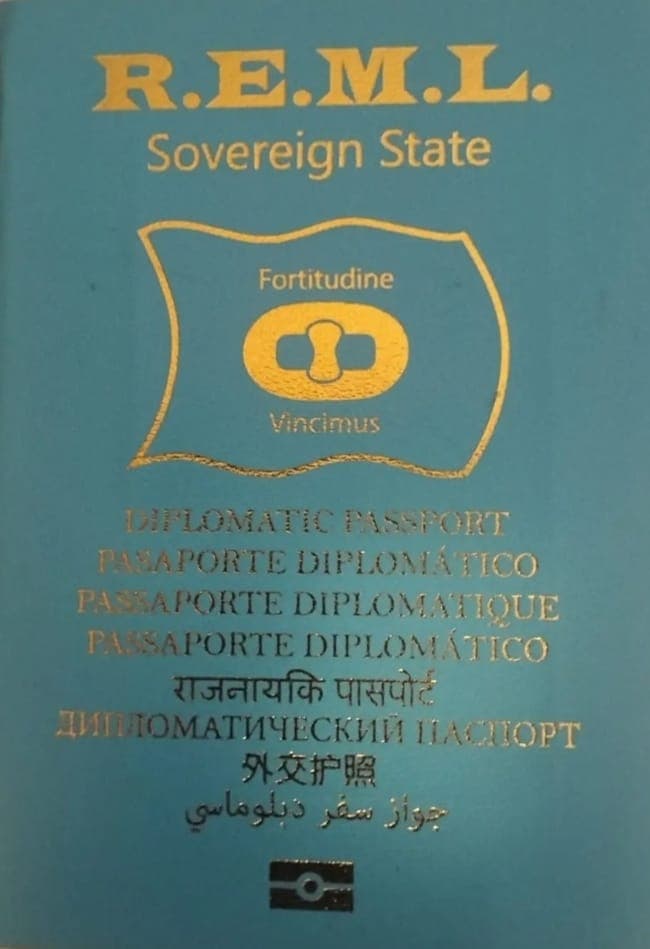 R.E.M.L.
Sovereign State
Fortitudine
Vincimus
DIPLOMATIC PASSPORT
PASAPORTE DIPLOMÁTICO
PASSAPORTE DIPLOMATIQUE
PASSAPORTE DIPLOMÁTICO
राजनायकि पासपोर्ट
ДИПЛОМАТИЧЕСКИЙ ПАСПОРТ
外交护照
جواز سفر دبلوماسي